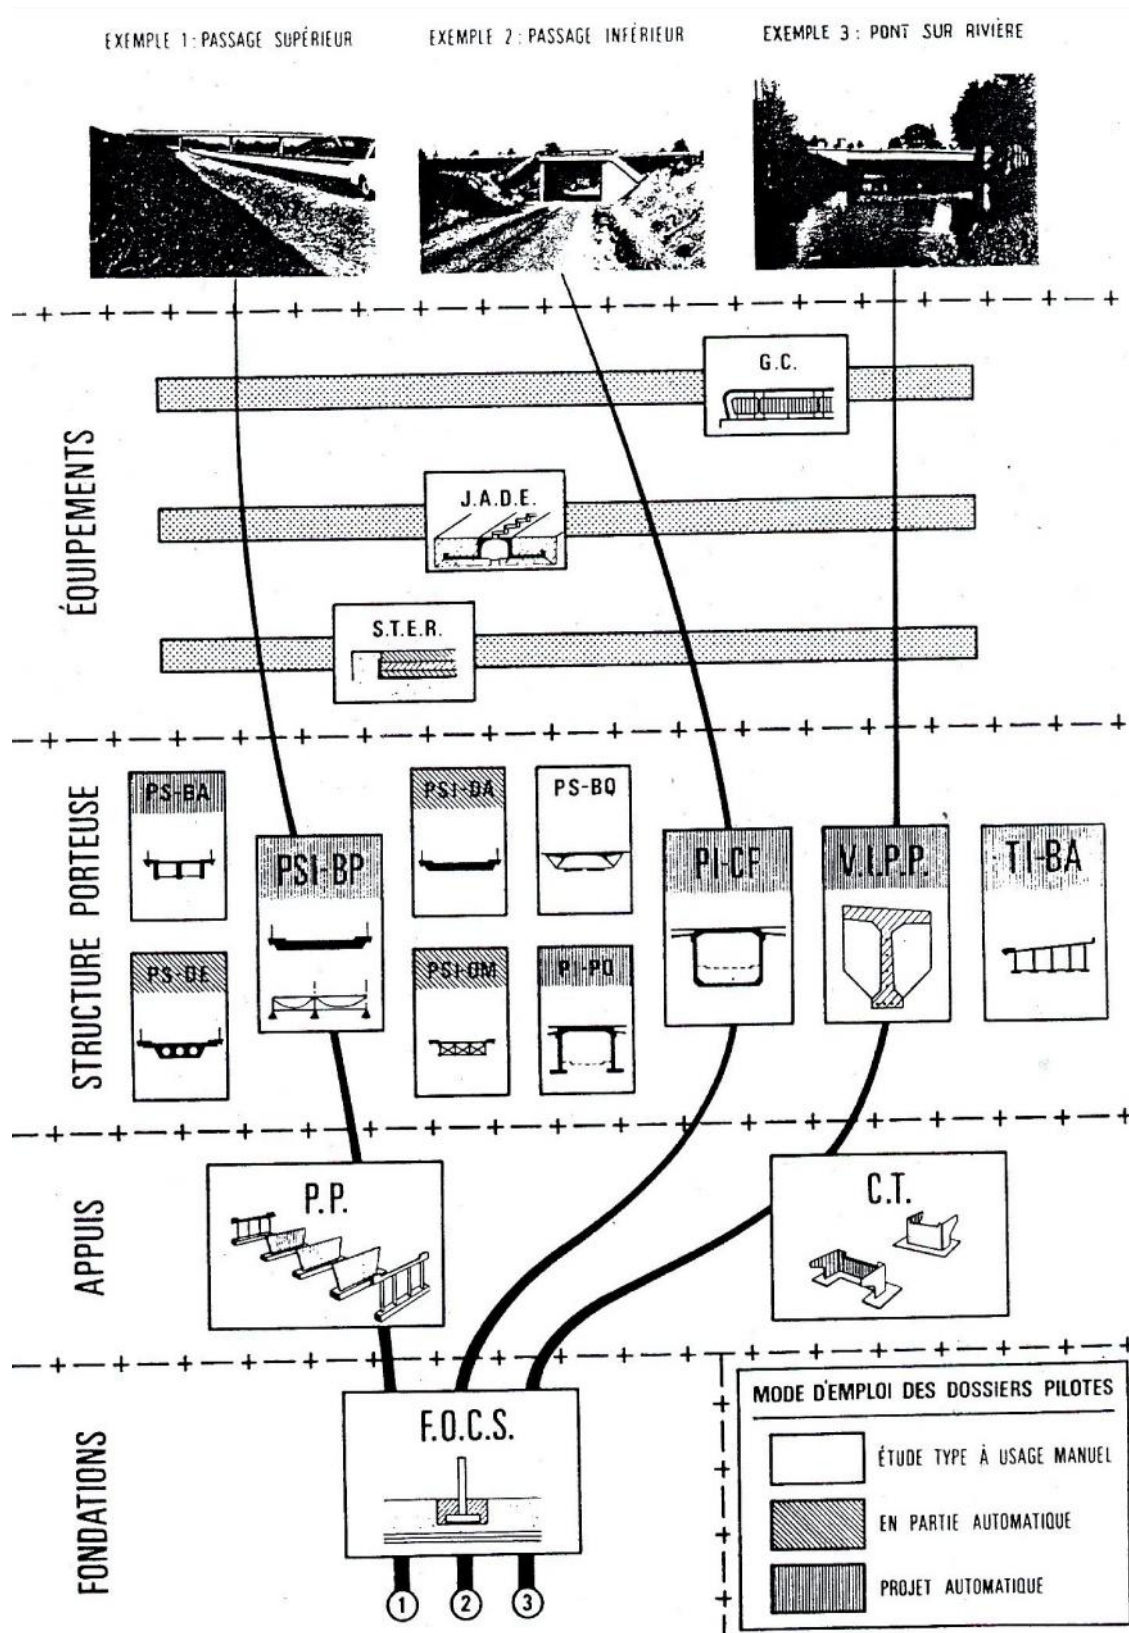 EXEMPLE 1: PASSAGE SUPÉRIEUR
EXEMPLE 2: PASSAGE INFÉRIEUR
EXEMPLE 3: PONT SUR RIVIÈRE
ÉQUIPEMENTS
G.C.
J.A.D.E.
S.T.E.R.
STRUCTURE PORTEUSE
PS-BA
PSI-BP
PSI-DA
PS-BQ
PI-CF
V.I.P.P.
TI-BA
PS-DE
PSI-OM
PI-PO
APPUIS
P.P.
C.T.
FONDATIONS
F.O.C.S.
1
2
3
MODE D'EMPLOI DES DOSSIERS PILOTES
ÉTUDE TYPE À USAGE MANUEL
EN PARTIE AUTOMATIQUE
PROJET AUTOMATIQUE